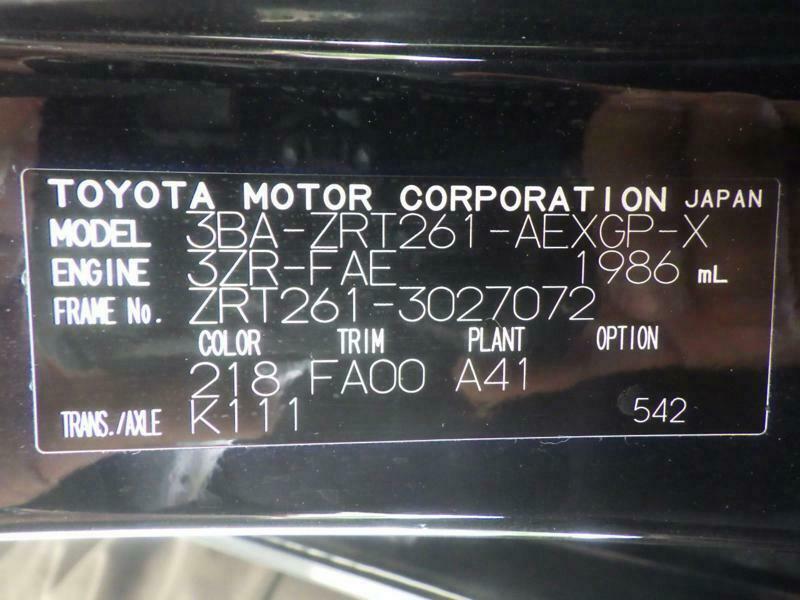 TOYOTA MOTOR CORPORATION JAPAN
MODEL 3BA-ZRT261-AEXGP-X
ENGINE 3ZR-FAE 1986 mL
FRAME No. ZRT261-3027072
COLOR TRIM PLANT OPTION
218 FA00 A41
TRANS./AXLE K111 542